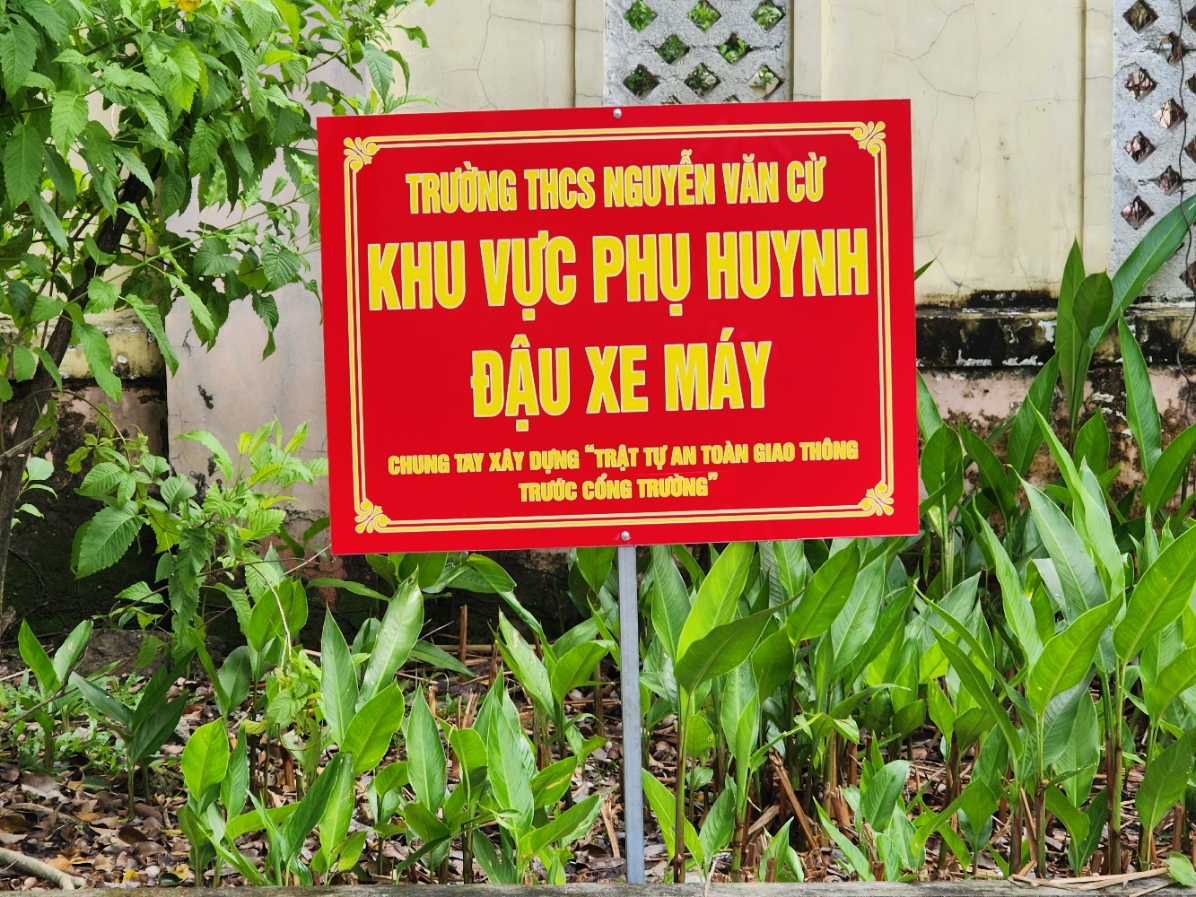 TRƯỜNG THCS NGUYỄN VĂN CỪ
KHU VỰC PHỤ HUYNH
ĐẬU XE MÁY
CHUNG TAY XÂY DỰNG “TRẬT TỰ AN TOÀN GIAO THÔNG
TRƯỚC CỔNG TRƯỜNG”